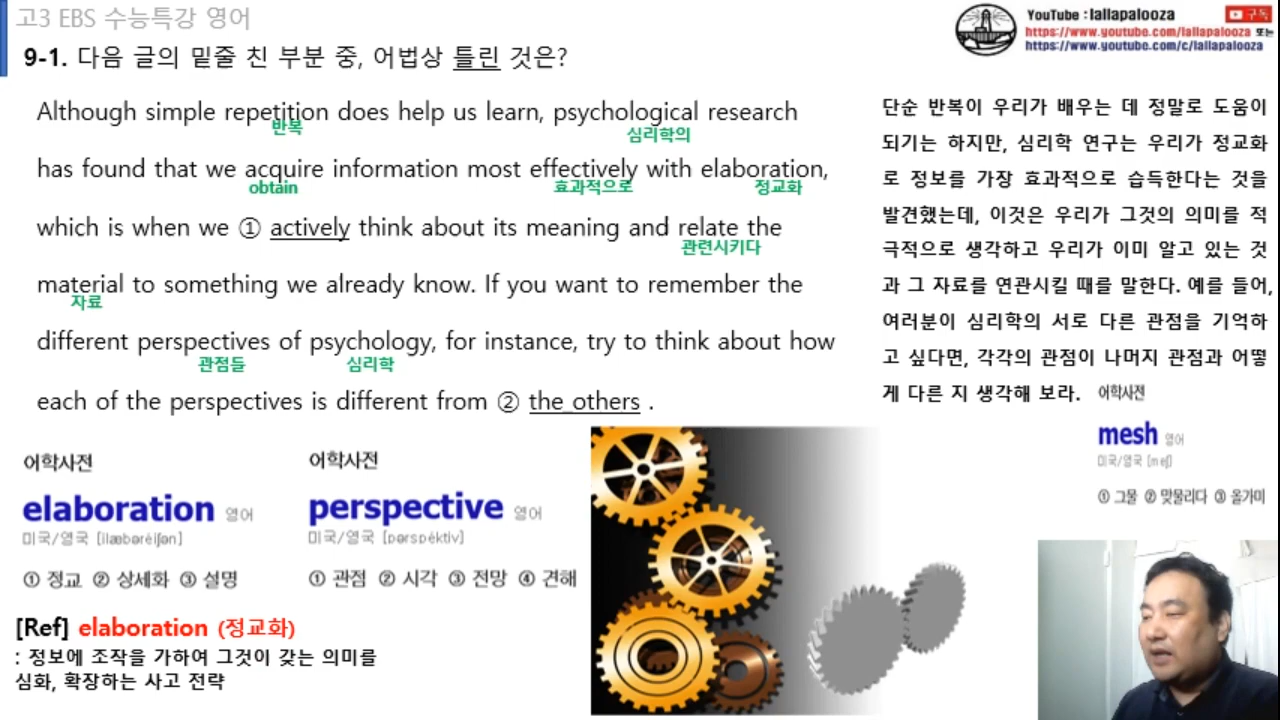 고3 EBS 수능특강 영어
YouTube : lallapalooza
구독
https://www.youtube.com/lallapalooza 또는
https://www.youtube.com/c/lallapalooza
9-1. 다음 글의 밑줄 친 부분 중, 어법상 틀린 것은?
Although simple repetition does help us learn, psychological research
반복 심리학의
has found that we acquire information most effectively with elaboration,
obtain 효과적으로 정교화
which is when we ① actively think about its meaning and relate the
관련시키다
material to something we already know. If you want to remember the
자료
different perspectives of psychology, for instance, try to think about how
관점들 심리학
each of the perspectives is different from ② the others .
단순 반복이 우리가 배우는 데 정말로 도움이
되기는 하지만, 심리학 연구는 우리가 정교화
로 정보를 가장 효과적으로 습득한다는 것을
발견했는데, 이것은 우리가 그것의 의미를 적
극적으로 생각하고 우리가 이미 알고 있는 것
과 그 자료를 연관시킬 때를 말한다. 예를 들어,
여러분이 심리학의 서로 다른 관점을 기억하
고 싶다면, 각각의 관점이 나머지 관점과 어떻
게 다른 지 생각해 보라.
어학사전
mesh 영어
미국/영국 [meʃ]
① 그물 ② 맞물리다 ③ 올가미
어학사전
elaboration 영어
미국/영국 [ilæbəréiʃən]
① 정교 ② 상세화 ③ 설명
어학사전
perspective 영어
미국/영국 [pərspéktiv]
① 관점 ② 시각 ③ 전망 ④ 견해
[Ref] elaboration (정교화)
: 정보에 조작을 가하여 그것이 갖는 의미를
심화, 확장하는 사고 전략